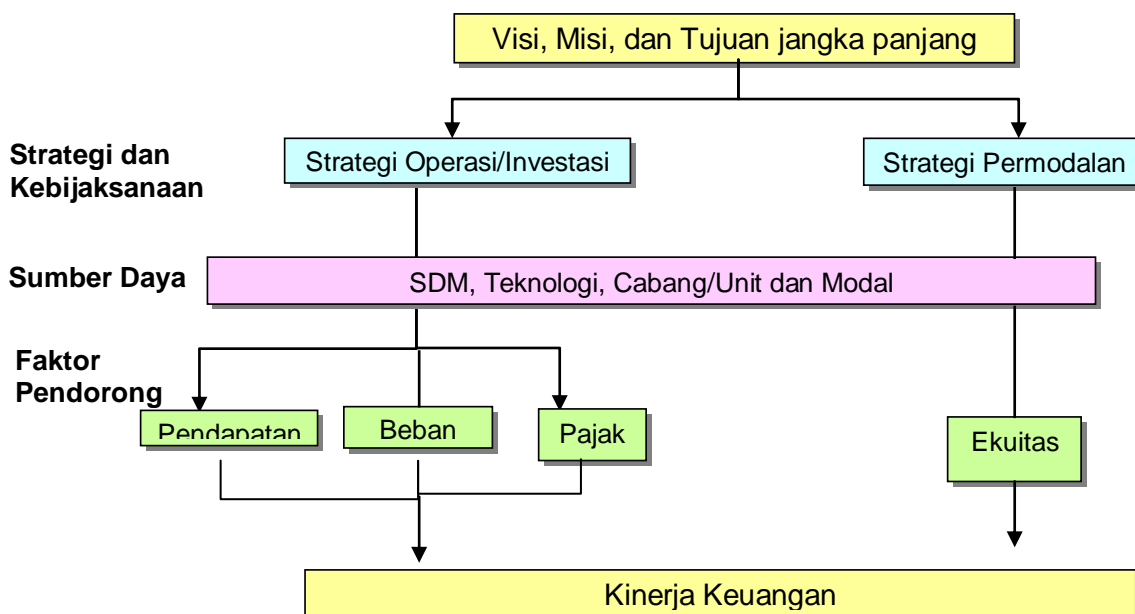 Visi, Misi, dan Tujuan jangka panjang
Strategi dan
Kebijaksanaan
Strategi Operasi/Investasi
Strategi Permodalan
Sumber Daya
SDM, Teknologi, Cabang/Unit dan Modal
Faktor
Pendorong
Pendapatan
Beban
Pajak
Ekuitas
Kinerja Keuangan